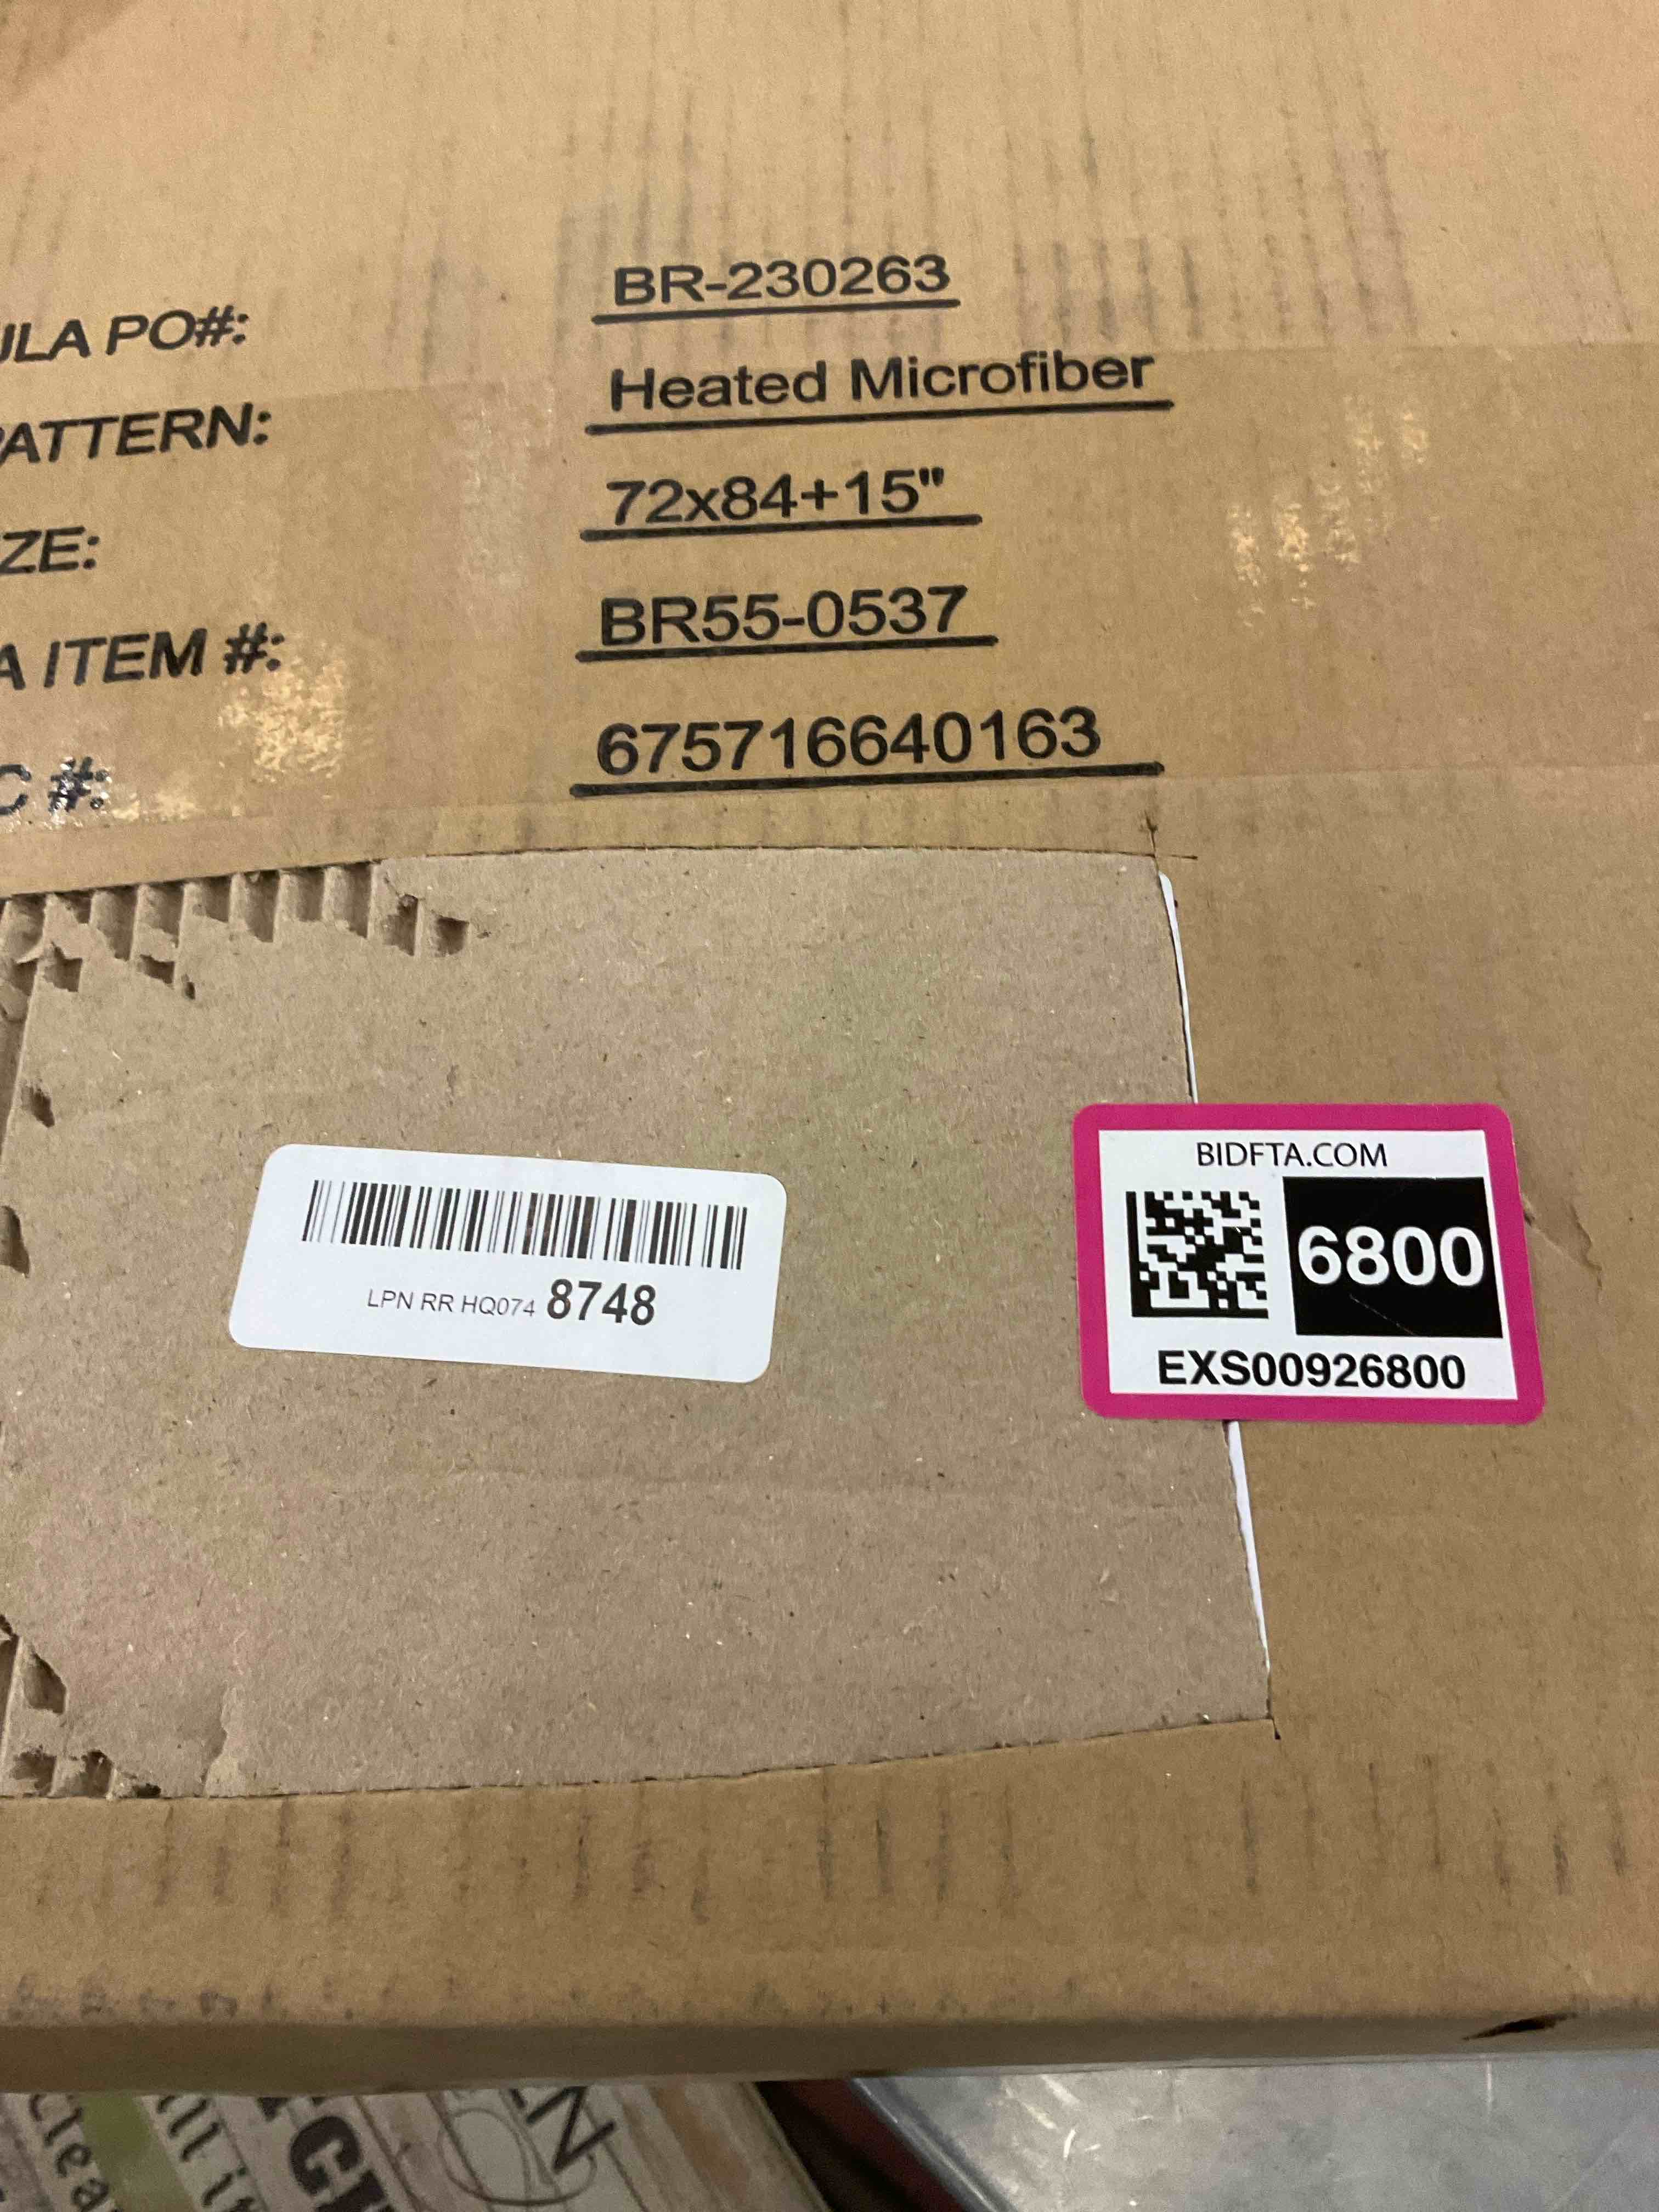 ULA PO#: BR-230263
PATTERN: Heated Microfiber
ZE: 72x84+15"
A ITEM #: BR55-0537
C #: 675716640163
BIDFTA.COM
6800
EXS00926800
LPN RR HQ074 8748